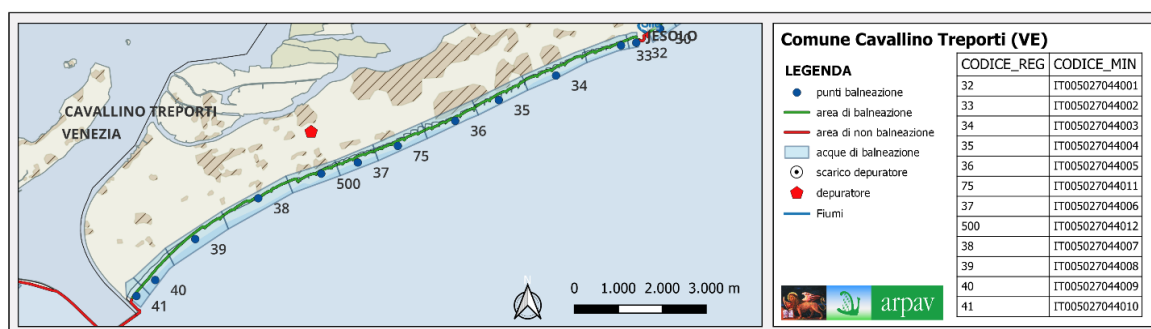 JESOLO
30
32
33
34
35
36
75
37
500
38
39
40
41
CAVALLINO TREPORTI
VENEZIA
N
0 1.000 2.000 3.000 m
Comune Cavallino Treporti (VE)
LEGENDA
punti balneazione
area di balneazione
area di non balneazione
acque di balneazione
scarico depuratore
depuratore
Fiumi
arpav
CODICE_REG CODICE_MIN
32 IT005027044001
33 IT005027044002
34 IT005027044003
35 IT005027044004
36 IT005027044005
75 IT005027044011
37 IT005027044006
500 IT005027044012
38 IT005027044007
39 IT005027044008
40 IT005027044009
41 IT005027044010